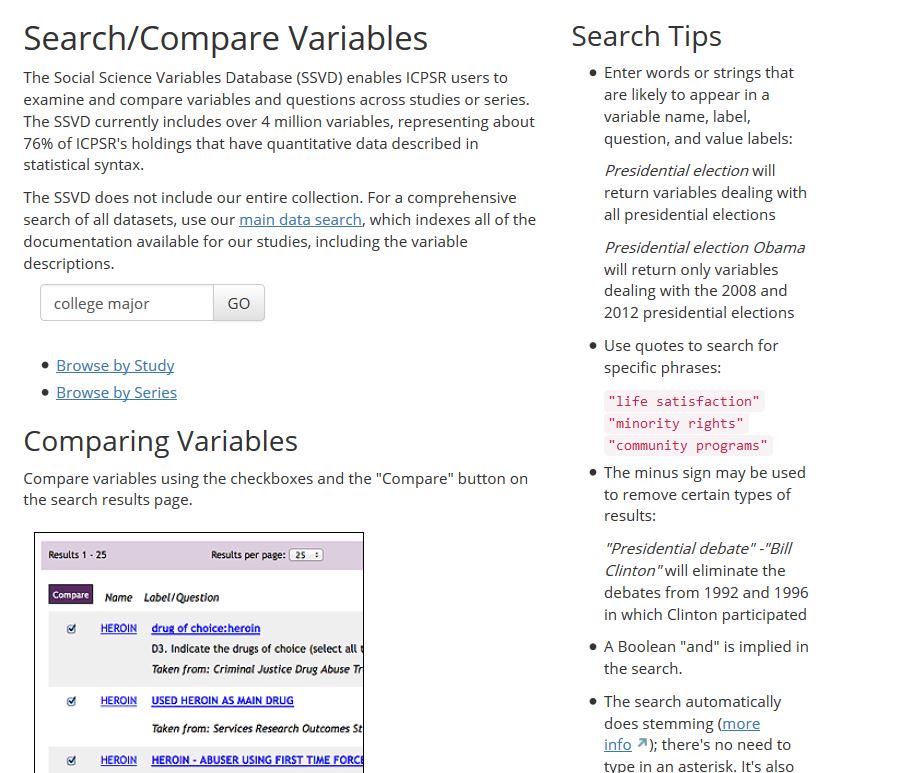 Search/Compare Variables
The Social Science Variables Database (SSVD) enables ICPSR users to
examine and compare variables and questions across studies or series.
The SSVD currently includes over 4 million variables, representing about
76% of ICPSR's holdings that have quantitative data described in
statistical syntax.
The SSVD does not include our entire collection. For a comprehensive
search of all datasets, use our main data search, which indexes all of the
documentation available for our studies, including the variable
descriptions.
college major GO
Browse by Study
Browse by Series
Comparing Variables
Compare variables using the checkboxes and the "Compare" button on
the search results page.
Results 1 - 25 Results per page: 25
Compare Name Label/Question
HEROIN drug of choice:heroin
D3. Indicate the drugs of choice (select all
Taken from: Criminal Justice Drug Abuse
HEROIN USED HEROIN AS MAIN DRUG
Taken from: Services Research Outcomes
HEROIN HEROIN - ABUSER USING FIRST TIME
Search Tips
Enter words or strings that
are likely to appear in a
variable name, label,
question, and value labels:
Presidential election will
return variables dealing with
all presidential elections
Presidential election Obama
will return only variables
dealing with the 2008 and
2012 presidential elections
Use quotes to search for
specific phrases:
"life satisfaction"
"minority rights"
"community programs"
The minus sign may be used
to remove certain types of
results:
"Presidential debate" -"Bill
Clinton" will eliminate the
debates from 1992 and 1996
in which Clinton participated
A Boolean "and" is implied in
the search.
The search automatically
does stemming (more
info); there's no need to
type in an asterisk. It's also